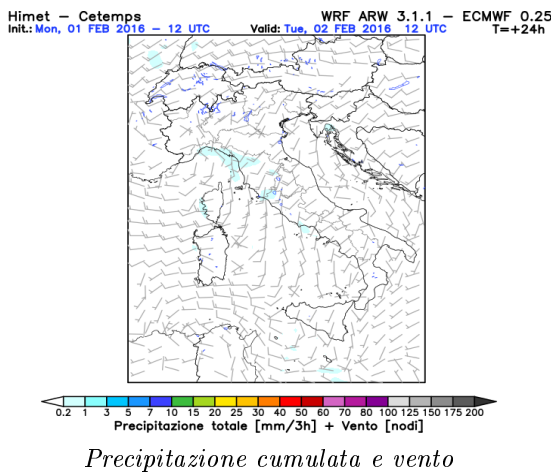 Himet – Cetemps WRF ARW 3.1.1 – ECMWF 0.25
Init.: Mon, 01 FEB 2016 – 12 UTC Valid: Tue, 02 FEB 2016 12 UTC T=+24h
0.2 1 3 5 7 10 15 20 25 30 40 50 60 70 80 100 125 150 175 200
Precipitazione totale [mm/3h] + Vento [nodi]
Precipitazione cumulata e vento